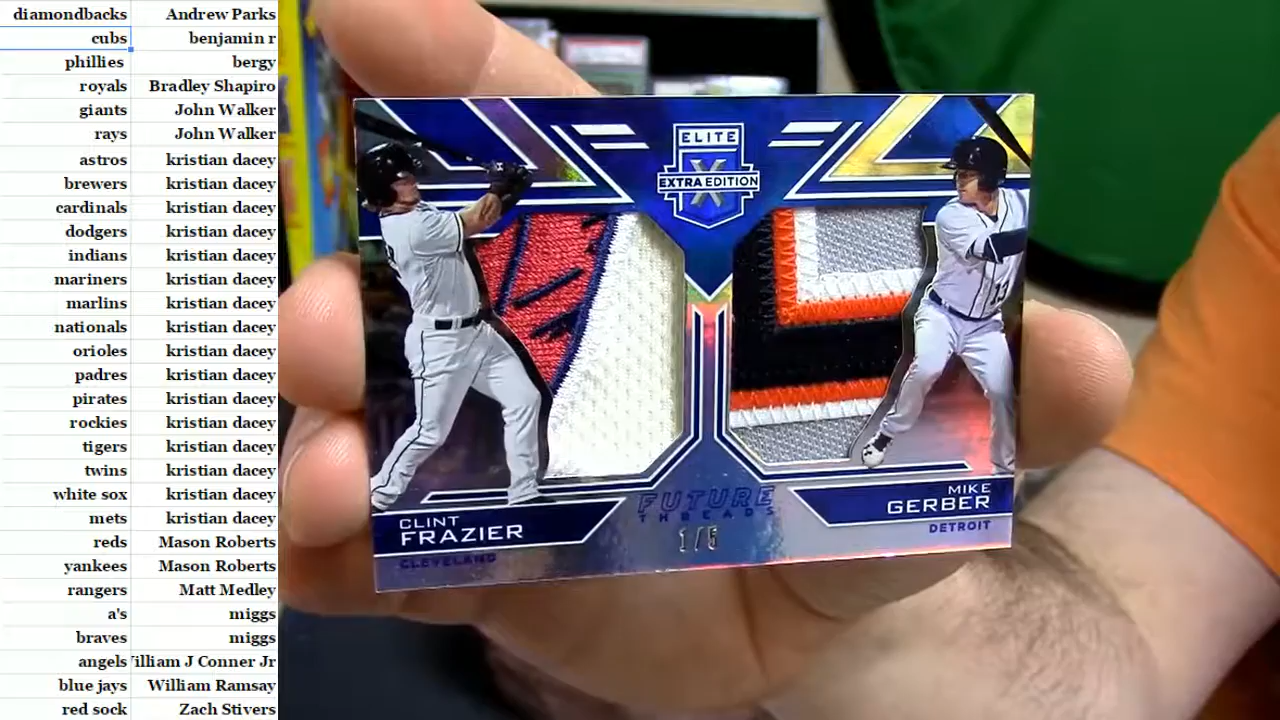 diamondbacks Andrew Parks
cubs benjamin r
phillies bergy
royals Bradley Shapiro
giants John Walker
rays John Walker
astros kristian dacey
brewers kristian dacey
cardinals kristian dacey
dodgers kristian dacey
indians kristian dacey
mariners kristian dacey
marlins kristian dacey
nationals kristian dacey
orioles kristian dacey
padres kristian dacey
pirates kristian dacey
rockies kristian dacey
tigers kristian dacey
twins kristian dacey
white sox kristian dacey
mets kristian dacey
reds Mason Roberts
yankees Mason Roberts
rangers Matt Medley
a's miggs
braves miggs
angels illiam J Conner Jr
blue jays William Ramsay
red sock Zach Stivers
ELITE
X
EXTRA EDITION
13
FUTURE
THREADS
1/5
CLINT
FRAZIER
CLEVELAND
MIKE
GERBER
DETROIT